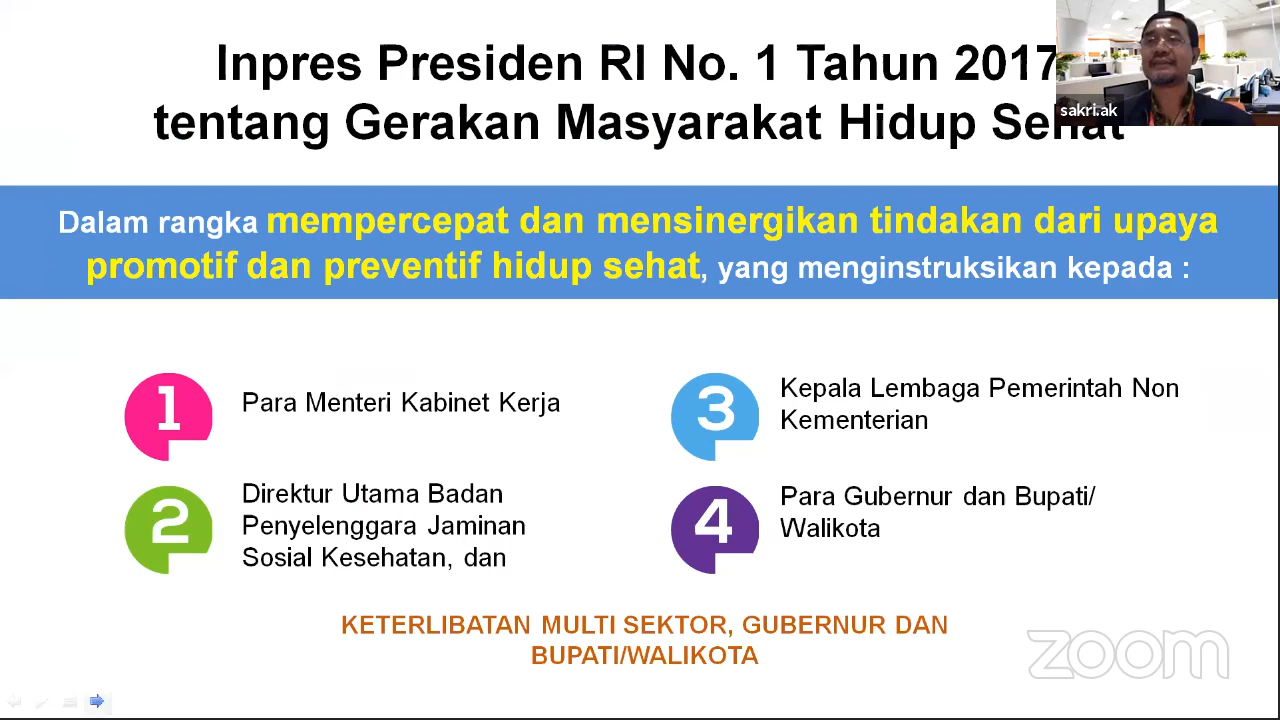 Inpres Presiden RI No. 1 Tahun 2017
tentang Gerakan Masyarakat Hidup Sehat
sakri.ak
Dalam rangka mempercepat dan mensinergikan tindakan dari upaya
promotif dan preventif hidup sehat, yang menginstruksikan kepada :
1
Para Menteri Kabinet Kerja
2
Direktur Utama Badan
Penyelenggara Jaminan
Sosial Kesehatan, dan
3
Kepala Lembaga Pemerintah Non
Kementerian
4
Para Gubernur dan Bupati/
Walikota
KETERLIBATAN MULTI SEKTOR, GUBERNUR DAN
BUPATI/WALIKOTA
zoom